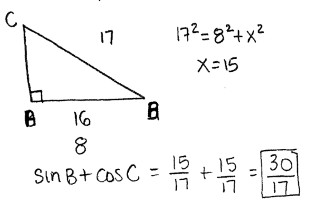 C
17
17² = 8² + x²
x = 15
B
16
8
sin B + cos C = 15/17 + 15/17 = 30/17